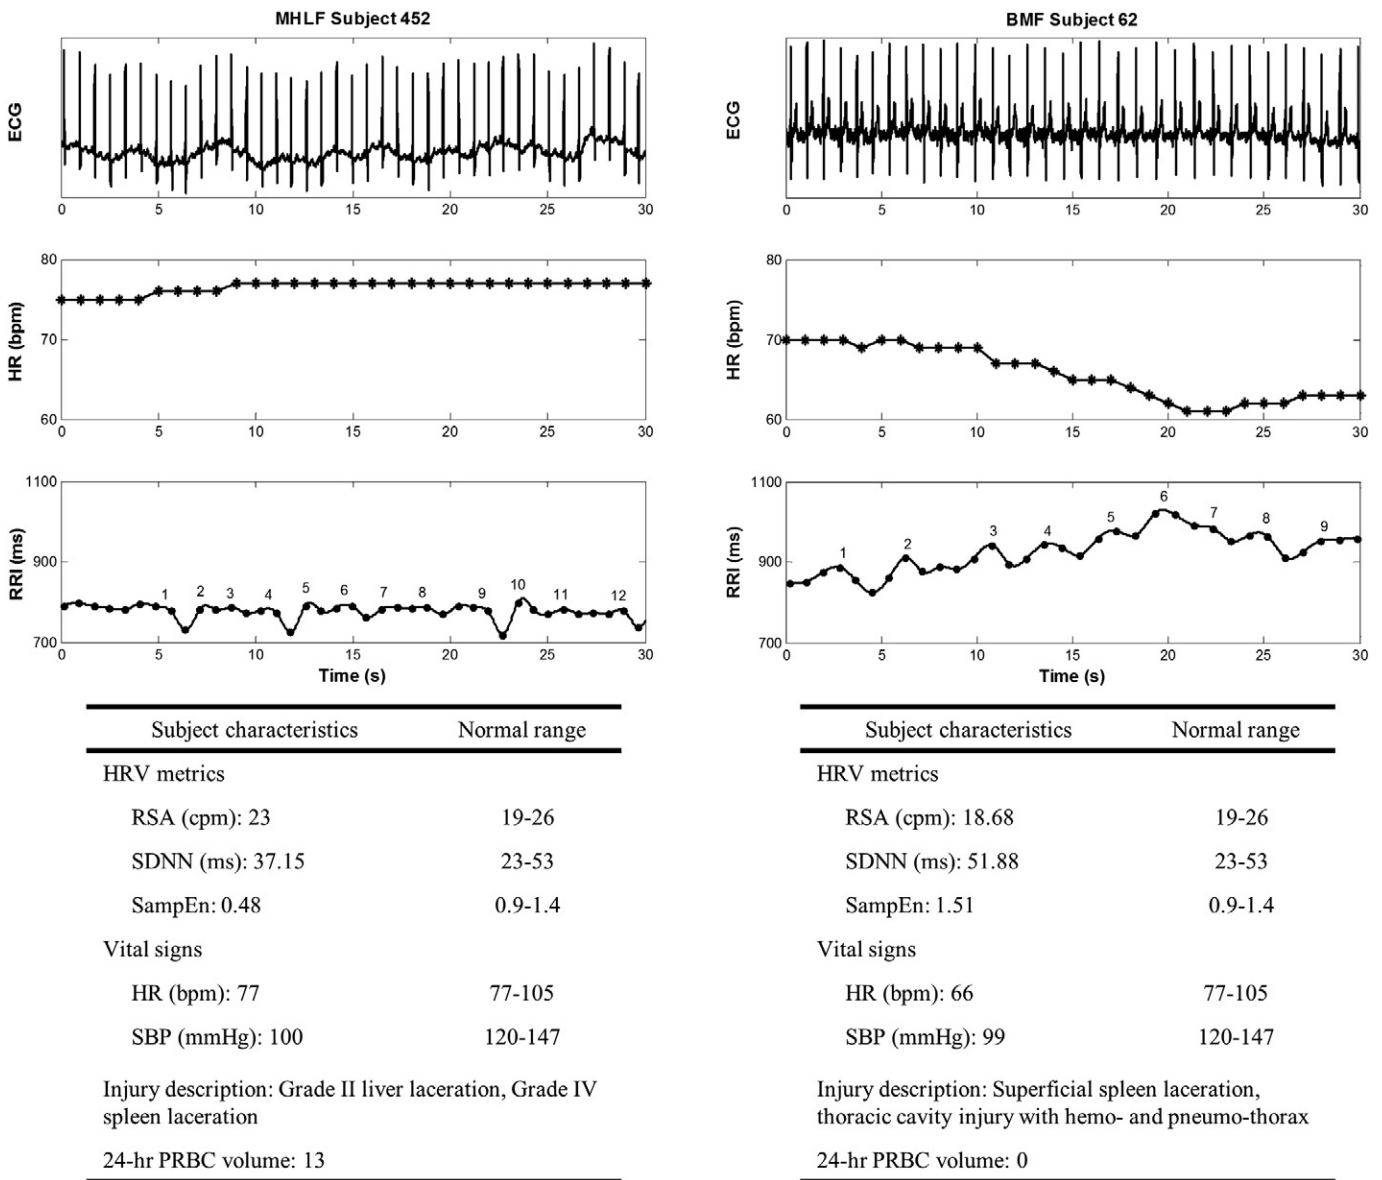 MHLF Subject 452
ECG
0 5 10 15 20 25 30
HR (bpm)
80
70
60
0 5 10 15 20 25 30
RRI (ms)
1100
900
700
1 2 3 4 5 6 7 8 9 10 11 12
0 5 10 15 20 25 30
Time (s)
Subject characteristics Normal range
HRV metrics
RSA (cpm): 23 19-26
SDNN (ms): 37.15 23-53
SampEn: 0.48 0.9-1.4
Vital signs
HR (bpm): 77 77-105
SBP (mmHg): 100 120-147
Injury description: Grade II liver laceration, Grade IV
spleen laceration
24-hr PRBC volume: 13
BMF Subject 62
ECG
0 5 10 15 20 25 30
HR (bpm)
80
70
60
0 5 10 15 20 25 30
RRI (ms)
1100
900
700
1 2 3 4 5 6 7 8 9
0 5 10 15 20 25 30
Time (s)
Subject characteristics Normal range
HRV metrics
RSA (cpm): 18.68 19-26
SDNN (ms): 51.88 23-53
SampEn: 1.51 0.9-1.4
Vital signs
HR (bpm): 66 77-105
SBP (mmHg): 99 120-147
Injury description: Superficial spleen laceration,
thoracic cavity injury with hemo- and pneumo-thorax
24-hr PRBC volume: 0